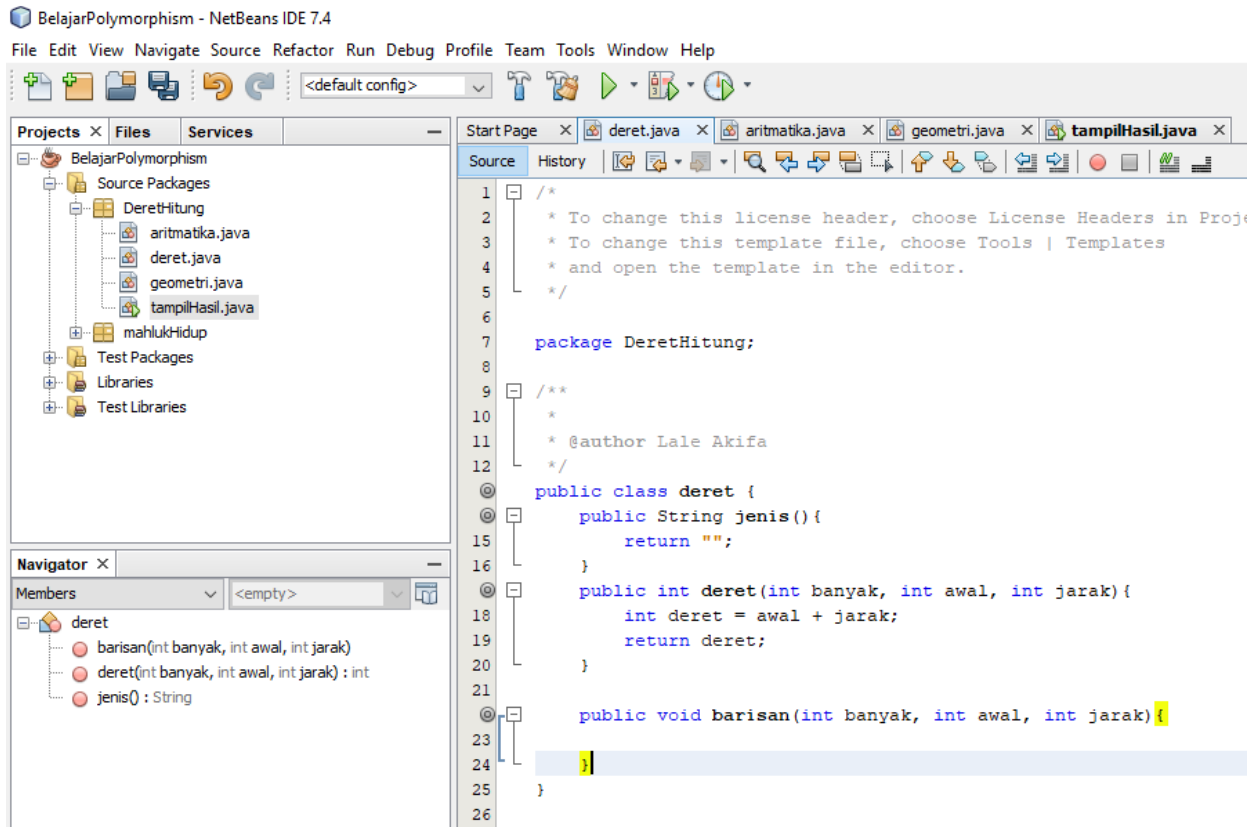 BelajarPolymorphism - NetBeans IDE 7.4
File Edit View Navigate Source Refactor Run Debug Profile Team Tools Window Help
<default config>
Projects Files Services
BelajarPolymorphism
Source Packages
DeretHitung
aritmatika.java
deret.java
geometri.java
tampilHasil.java
mahlukHidup
Test Packages
Libraries
Test Libraries
Navigator
Members <empty>
deret
barisan(int banyak, int awal, int jarak)
deret(int banyak, int awal, int jarak) : int
jenis() : String
Start Page deret.java aritmatika.java geometri.java tampilHasil.java
Source History
1 /*
2 * To change this license header, choose License Headers in Proje
3 * To change this template file, choose Tools | Templates
4 * and open the template in the editor.
5 */
6
7 package DeretHitung;
8
9 /**
10 *
11 * @author Lale Akifa
12 */
public class deret {
public String jenis(){
15 return "";
16 }
public int deret(int banyak, int awal, int jarak){
18 int deret = awal + jarak;
19 return deret;
20 }
21
public void barisan(int banyak, int awal, int jarak){
23
24 }
25 }
26